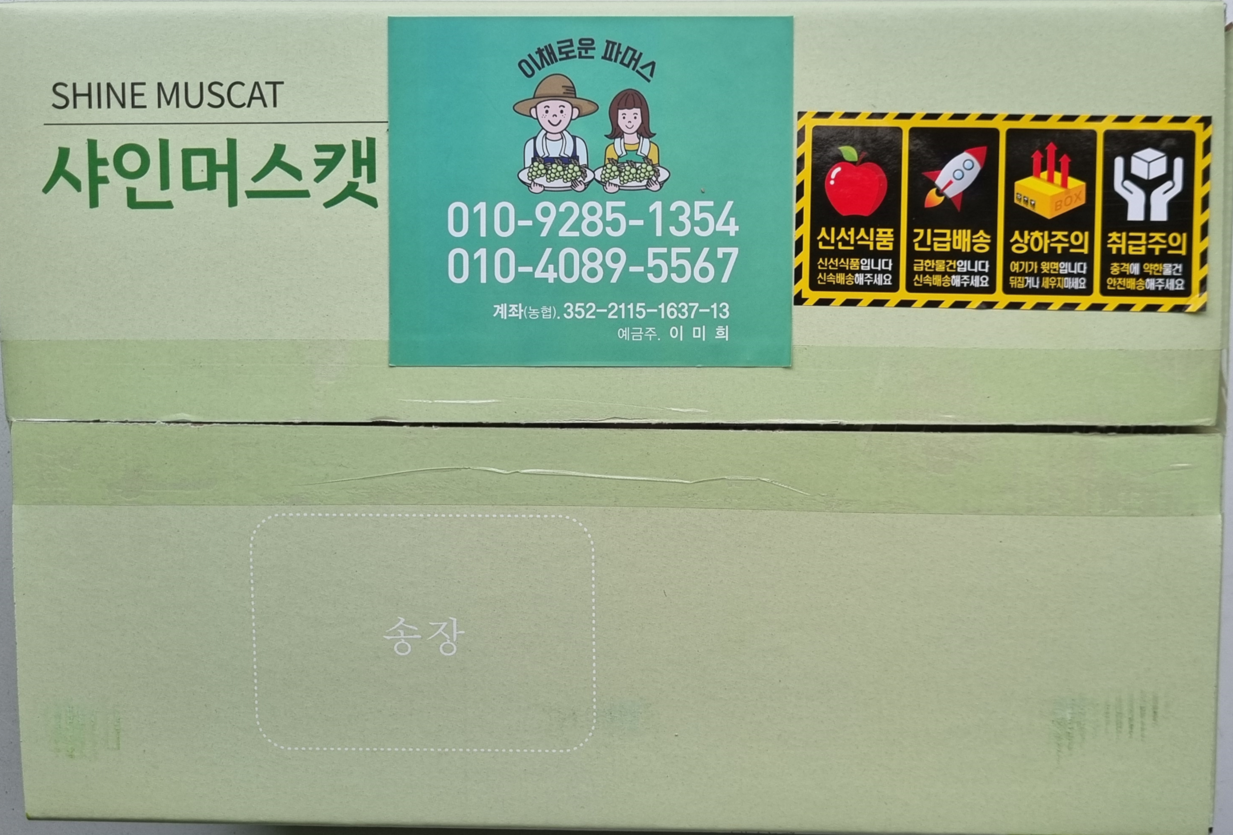 SHINE MUSCAT
샤인머스캣
이채로운 파머스
010-9285-1354
010-4089-5567
계좌(농협). 352-2115-1637-13
예금주. 이 미 희
신선식품
신선식품입니다
신속배송해주세요
긴급배송
급한물건입니다
신속배송해주세요
BOX
상하주의
여기가 윗면입니다
뒤집거나 세우지마세요
취급주의
충격에 약한물건
안전배송해주세요
송장